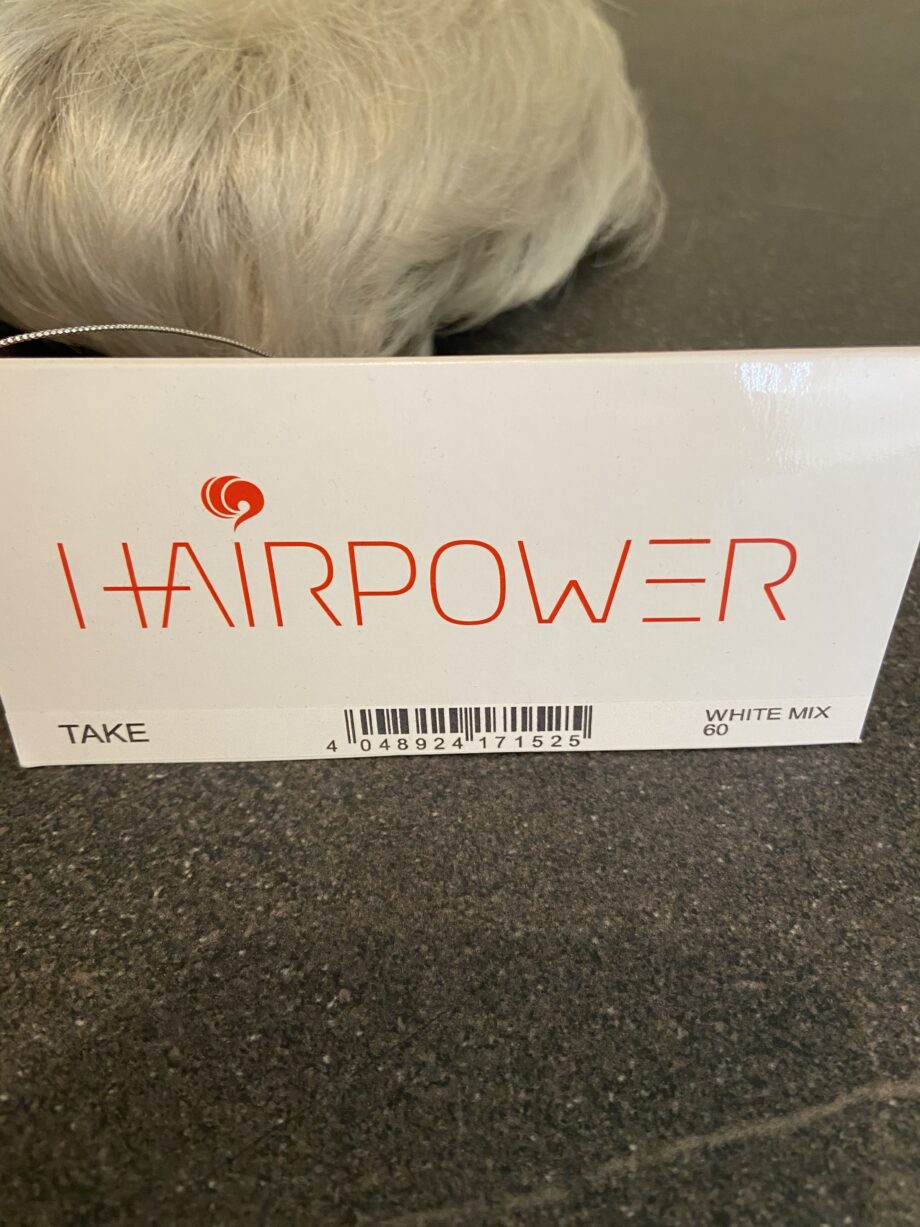 HAIRPOWER
TAKE
4 048924 171525
WHITE MIX
60